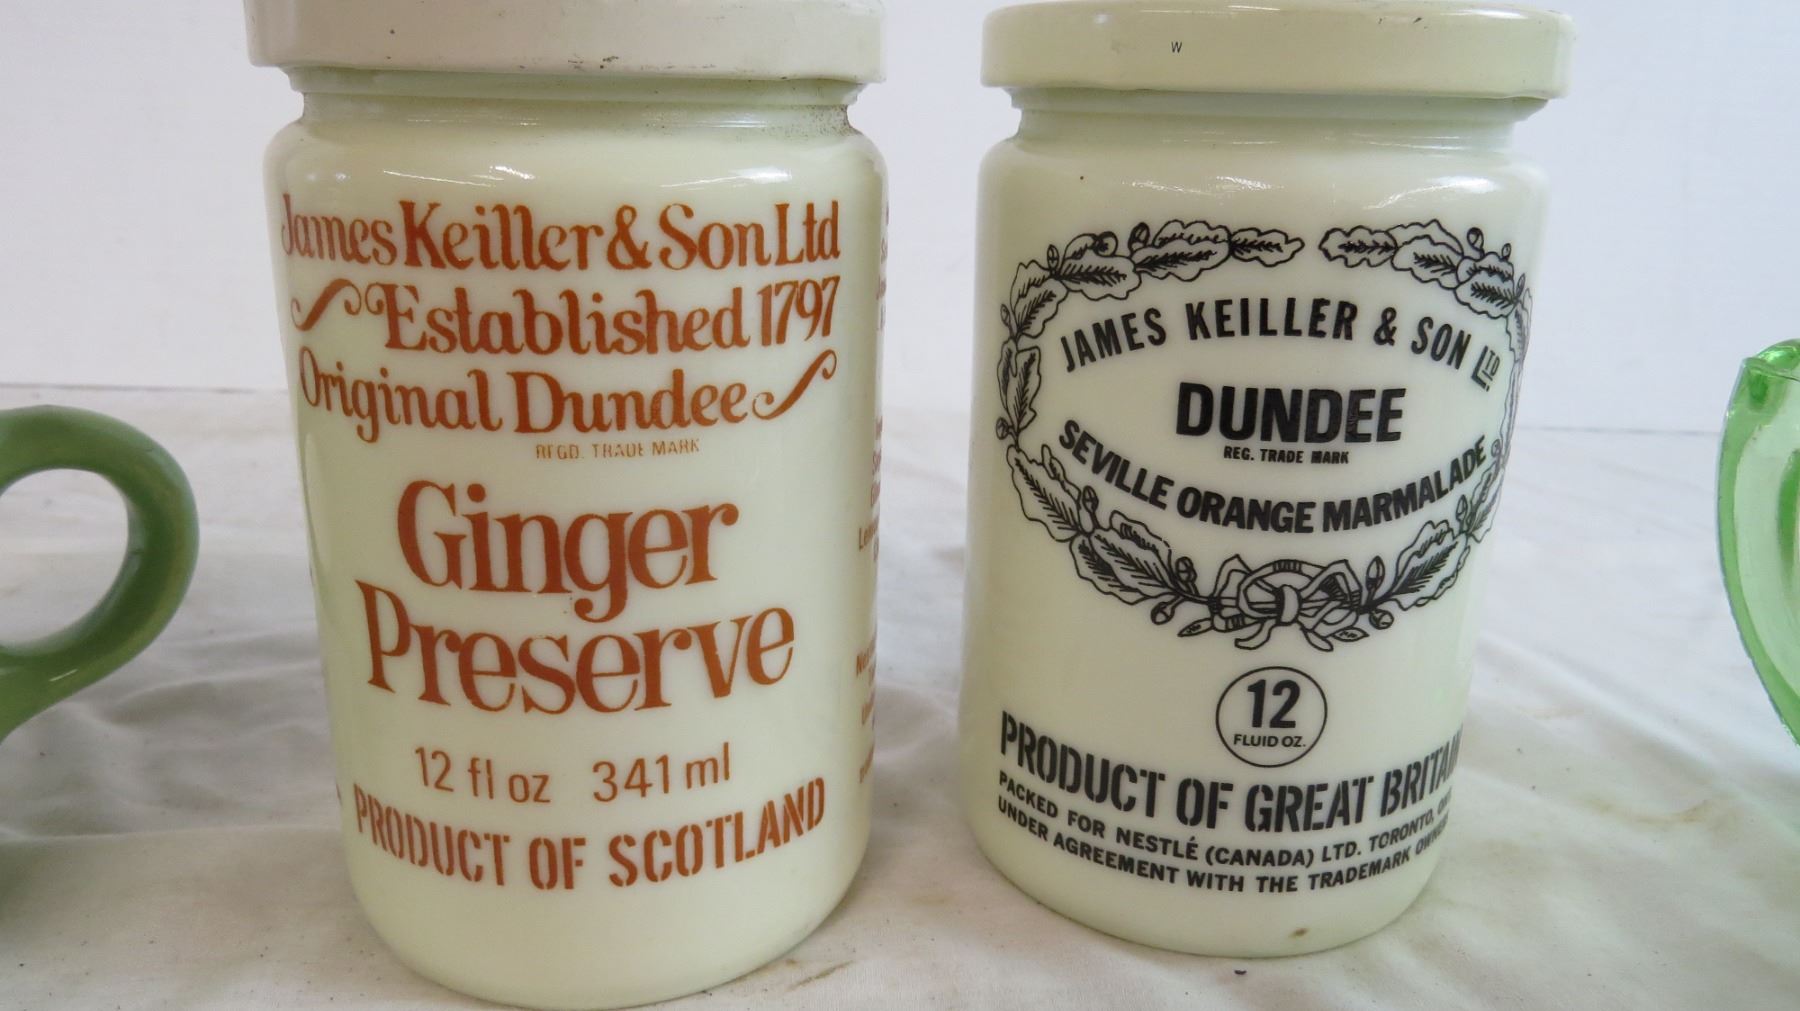 James Keiller & Son Ltd
Established 1797
Original Dundee
REGD. TRADE MARK
Ginger
Preserve
12 fl oz 341 ml
PRODUCT OF SCOTLAND
W
JAMES KEILLER & SON LTD.
DUNDEE
REG. TRADE MARK
SEVILLE ORANGE MARMALADE
12
FLUID OZ.
PRODUCT OF GREAT BRITAIN
PACKED FOR NESTLÉ (CANADA) LTD. TORONTO,
UNDER AGREEMENT WITH THE TRADEMARK